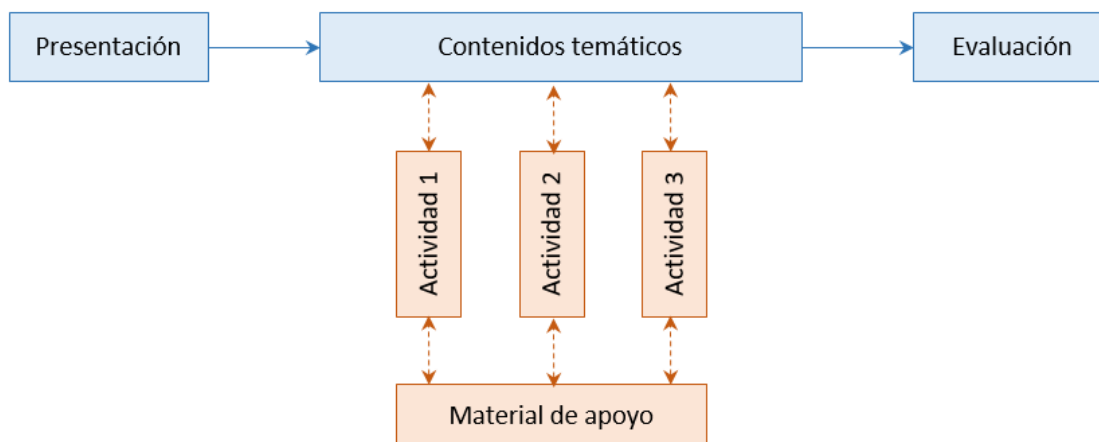 Presentación
Contenidos temáticos
Evaluación
Actividad 1
Actividad 2
Actividad 3
Material de apoyo